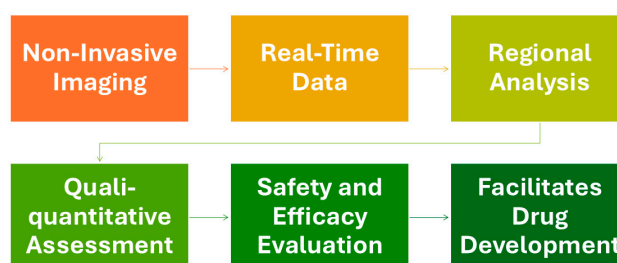 Non-Invasive
Imaging
Real-Time
Data
Regional
Analysis
Quali-
quantitative
Assessment
Safety and
Efficacy
Evaluation
Facilitates
Drug
Development